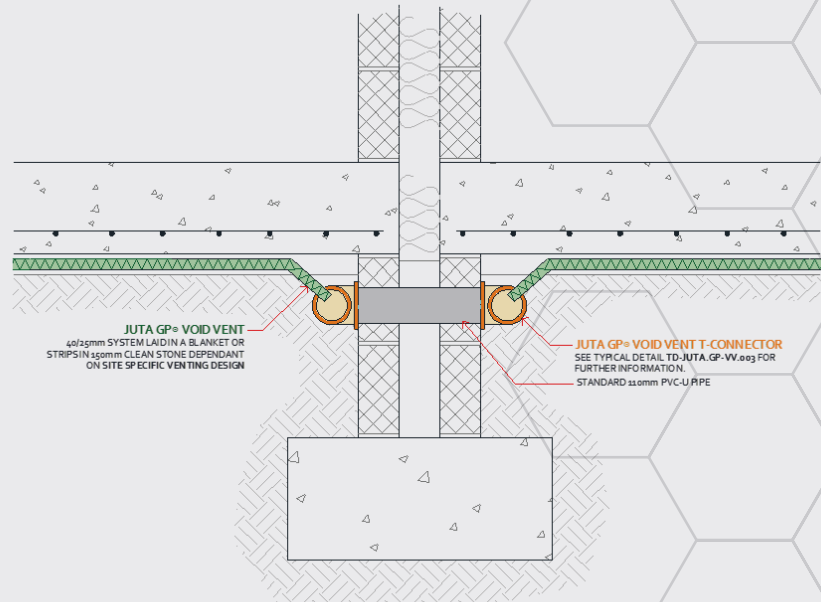 JUTA GP® VOID VENT
40/25mm SYSTEM LAID IN A BLANKET OR
STRIPS IN 150mm CLEAN STONE DEPENDANT
ON SITE SPECIFIC VENTING DESIGN
JUTA GP® VOID VENT T-CONNECTOR
SEE TYPICAL DETAIL TD-JUTA.GP-VV.003 FOR
FURTHER INFORMATION.
STANDARD 110mm PVC-U PIPE